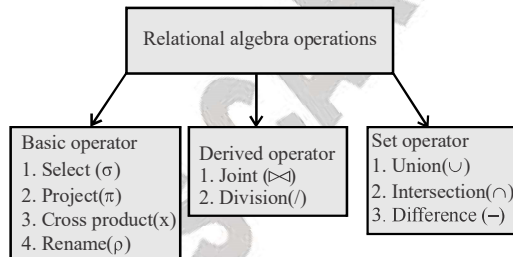 Relational algebra operations
Basic operator
1. Select (σ)
2. Project(π)
3. Cross product(x)
4. Rename(ρ)
Derived operator
1. Joint (⋈)
2. Division(/)
Set operator
1. Union(∪)
2. Intersection(∩)
3. Difference (−)